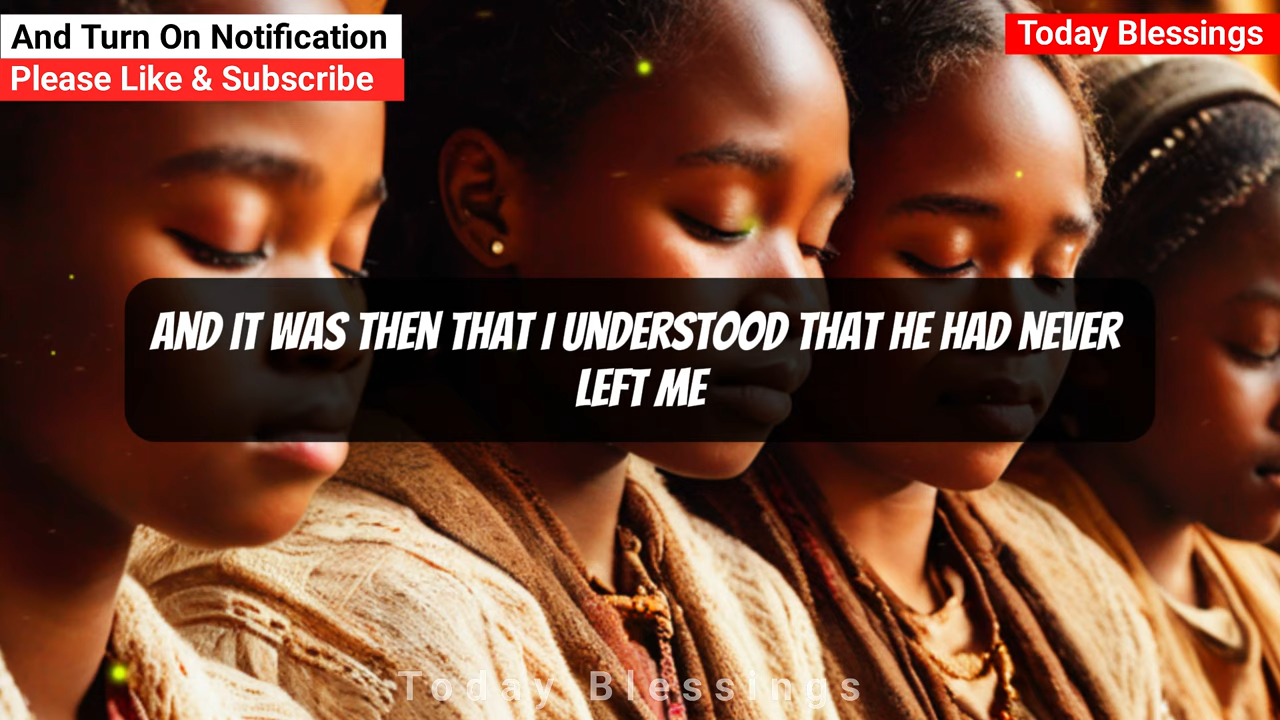 And Turn On Notification
Please Like & Subscribe
Today Blessings
AND IT WAS THEN THAT I UNDERSTOOD THAT HE HAD NEVER
LEFT ME
Today Blessings